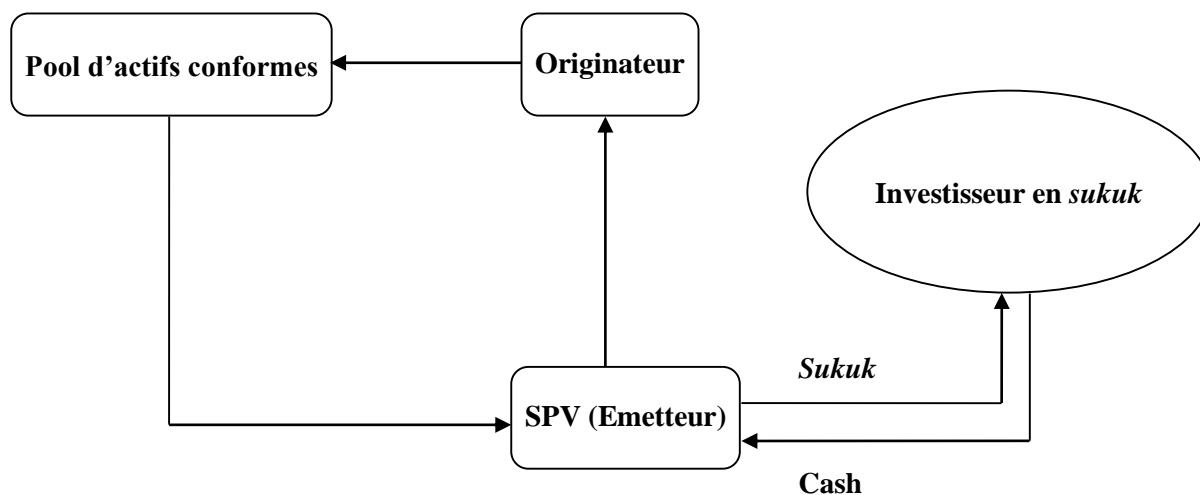 Pool d'actifs conformes
Originateur
Investisseur en sukuk
Sukuk
SPV (Emetteur)
Cash